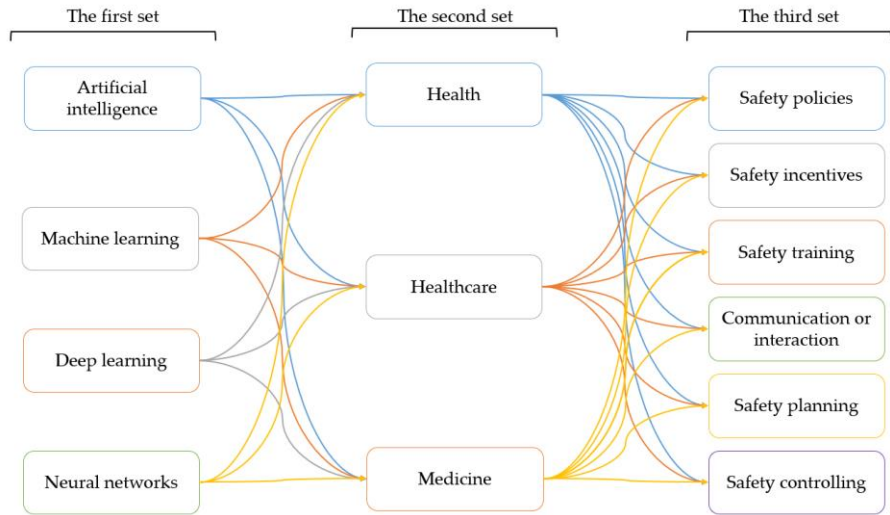 The first set
The second set
The third set
Artificial
intelligence
Machine learning
Deep learning
Neural networks
Health
Healthcare
Medicine
Safety policies
Safety incentives
Safety training
Communication or
interaction
Safety planning
Safety controlling